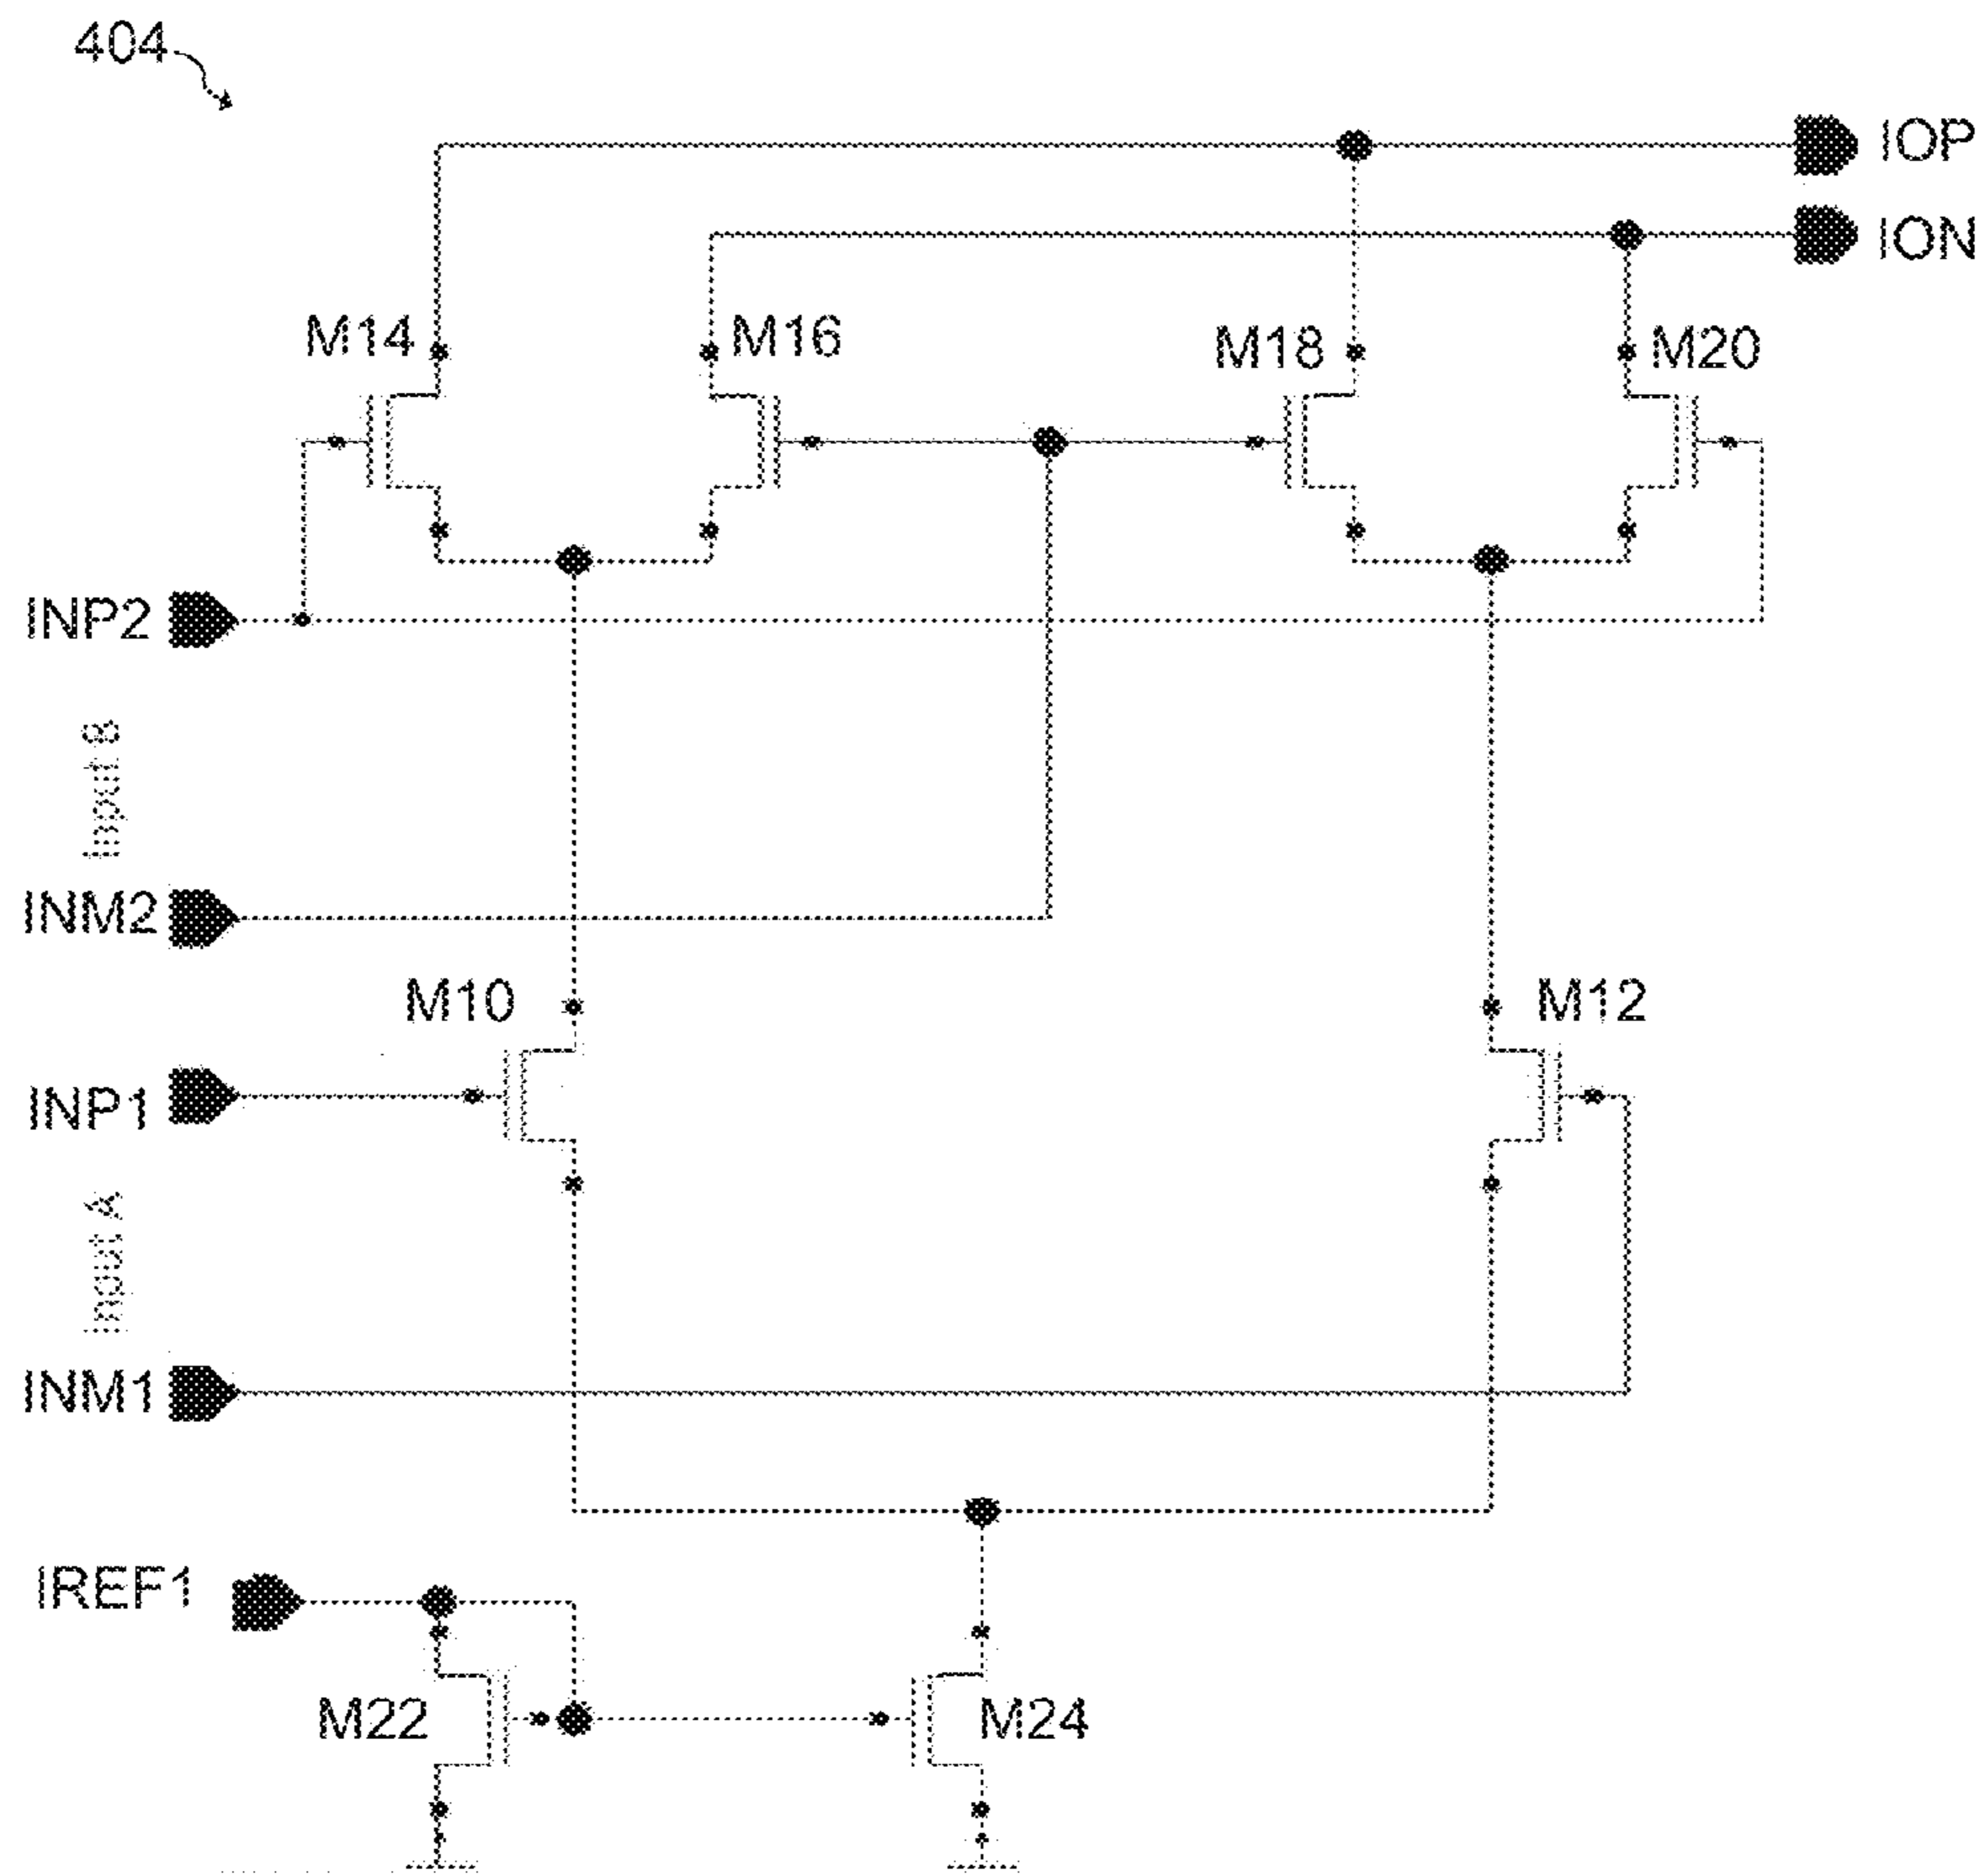 404
IOP
ION
M14
M16
M18
M20
INP2
Input B
INM2
M10
M12
INP1
Input A
INM1
IREF1
M22
M24